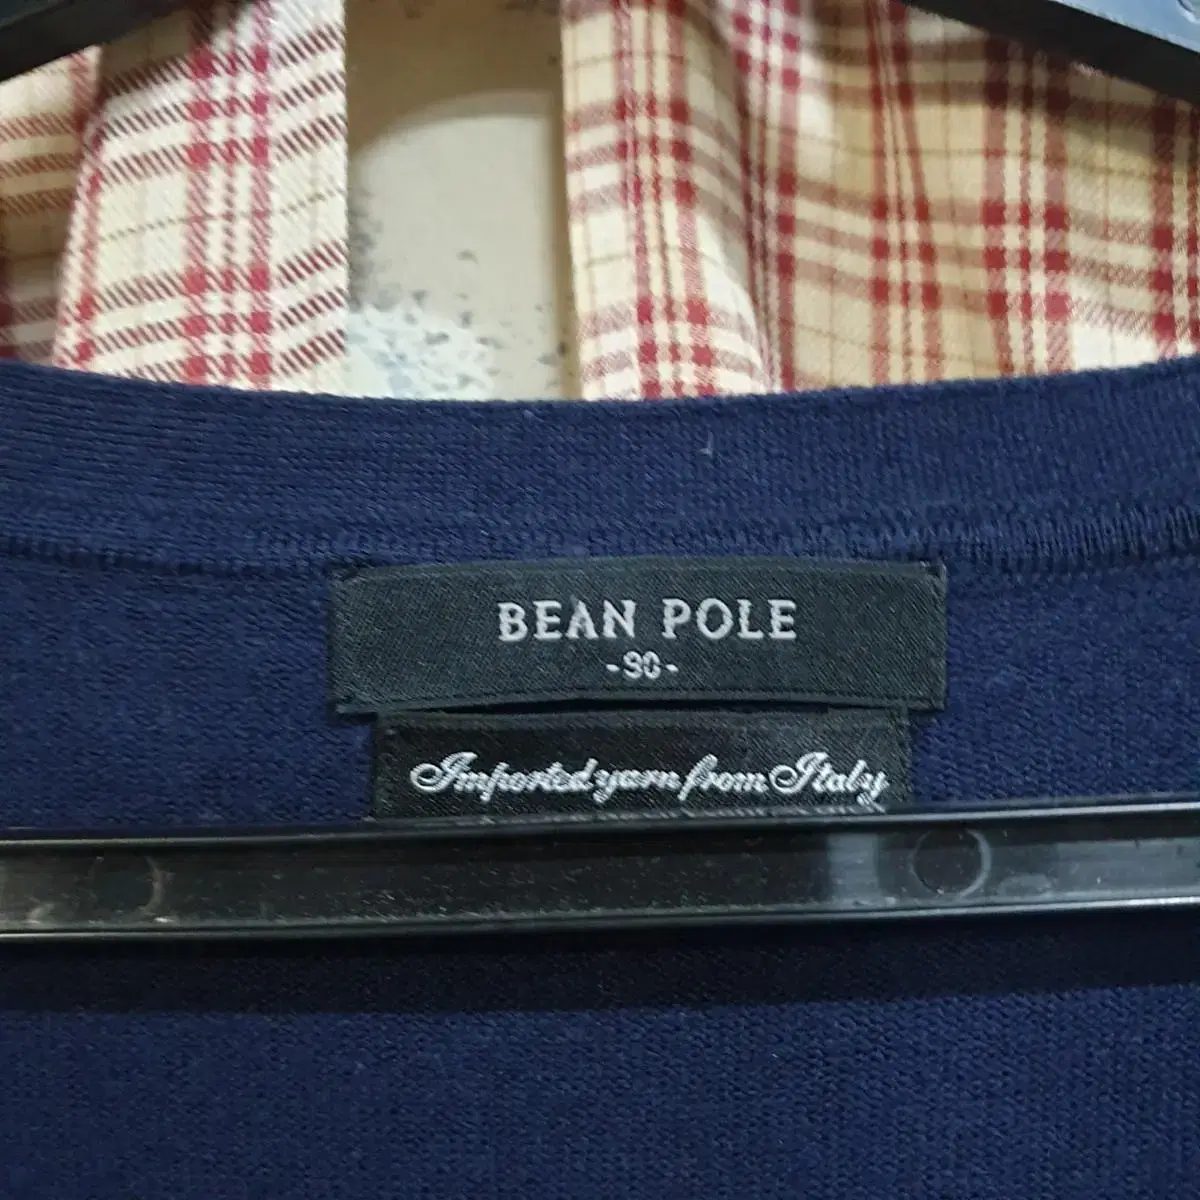 BEAN POLE
-90-
Imported yarn from Italy